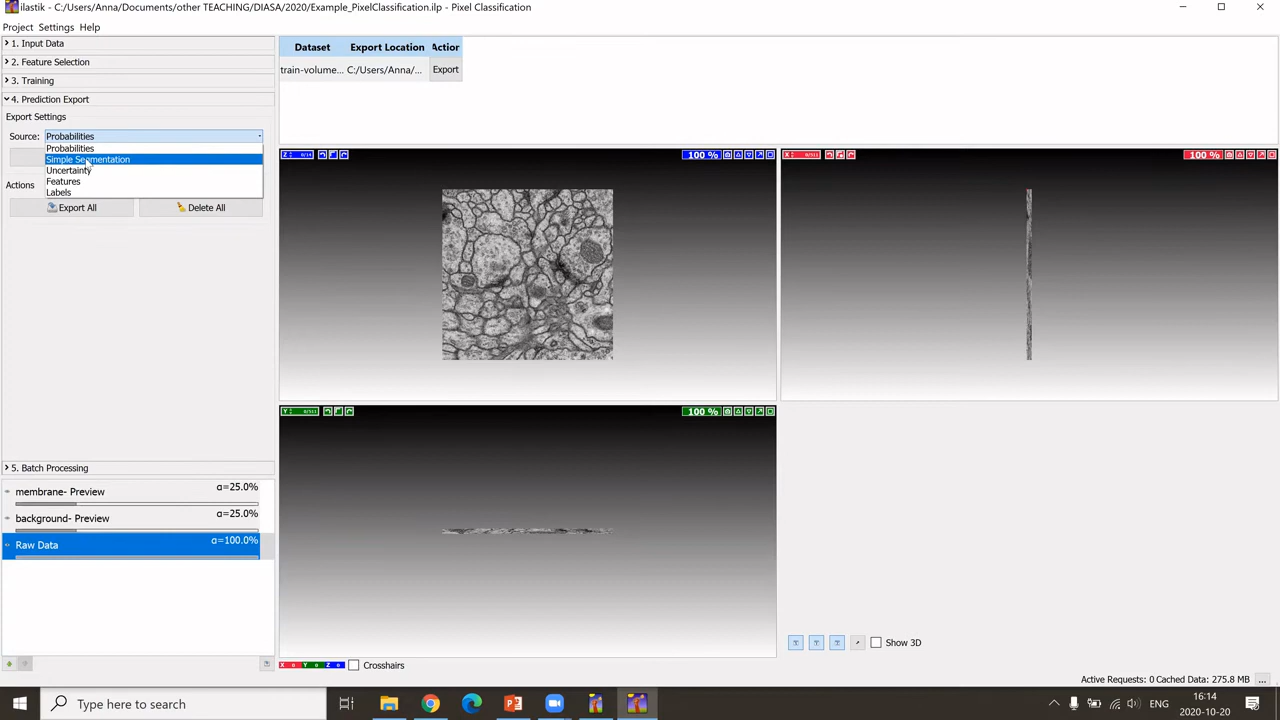 ilastik - C:/Users/Anna/Documents/other TEACHING/DIASA/2020/Example_PixelClassification.ilp - Pixel Classification
Project Settings Help
1. Input Data
2. Feature Selection
3. Training
4. Prediction Export
Export Settings
Source: Probabilities
Probabilities
Simple Segmentation
Uncertainty
Features
Labels
Actions
Export All Delete All
5. Batch Processing
membrane- Preview α=25.0%
background- Preview α=25.0%
Raw Data α=100.0%
Dataset Export Location Actior
train-volume... C:/Users/Anna/... Export
Z 100 %
X 100 %
Y 100 %
Show 3D
X Y Z Crosshairs
Active Requests: 0 Cached Data: 275.8 MB ...
Type here to search
ENG
16:14
2020-10-20